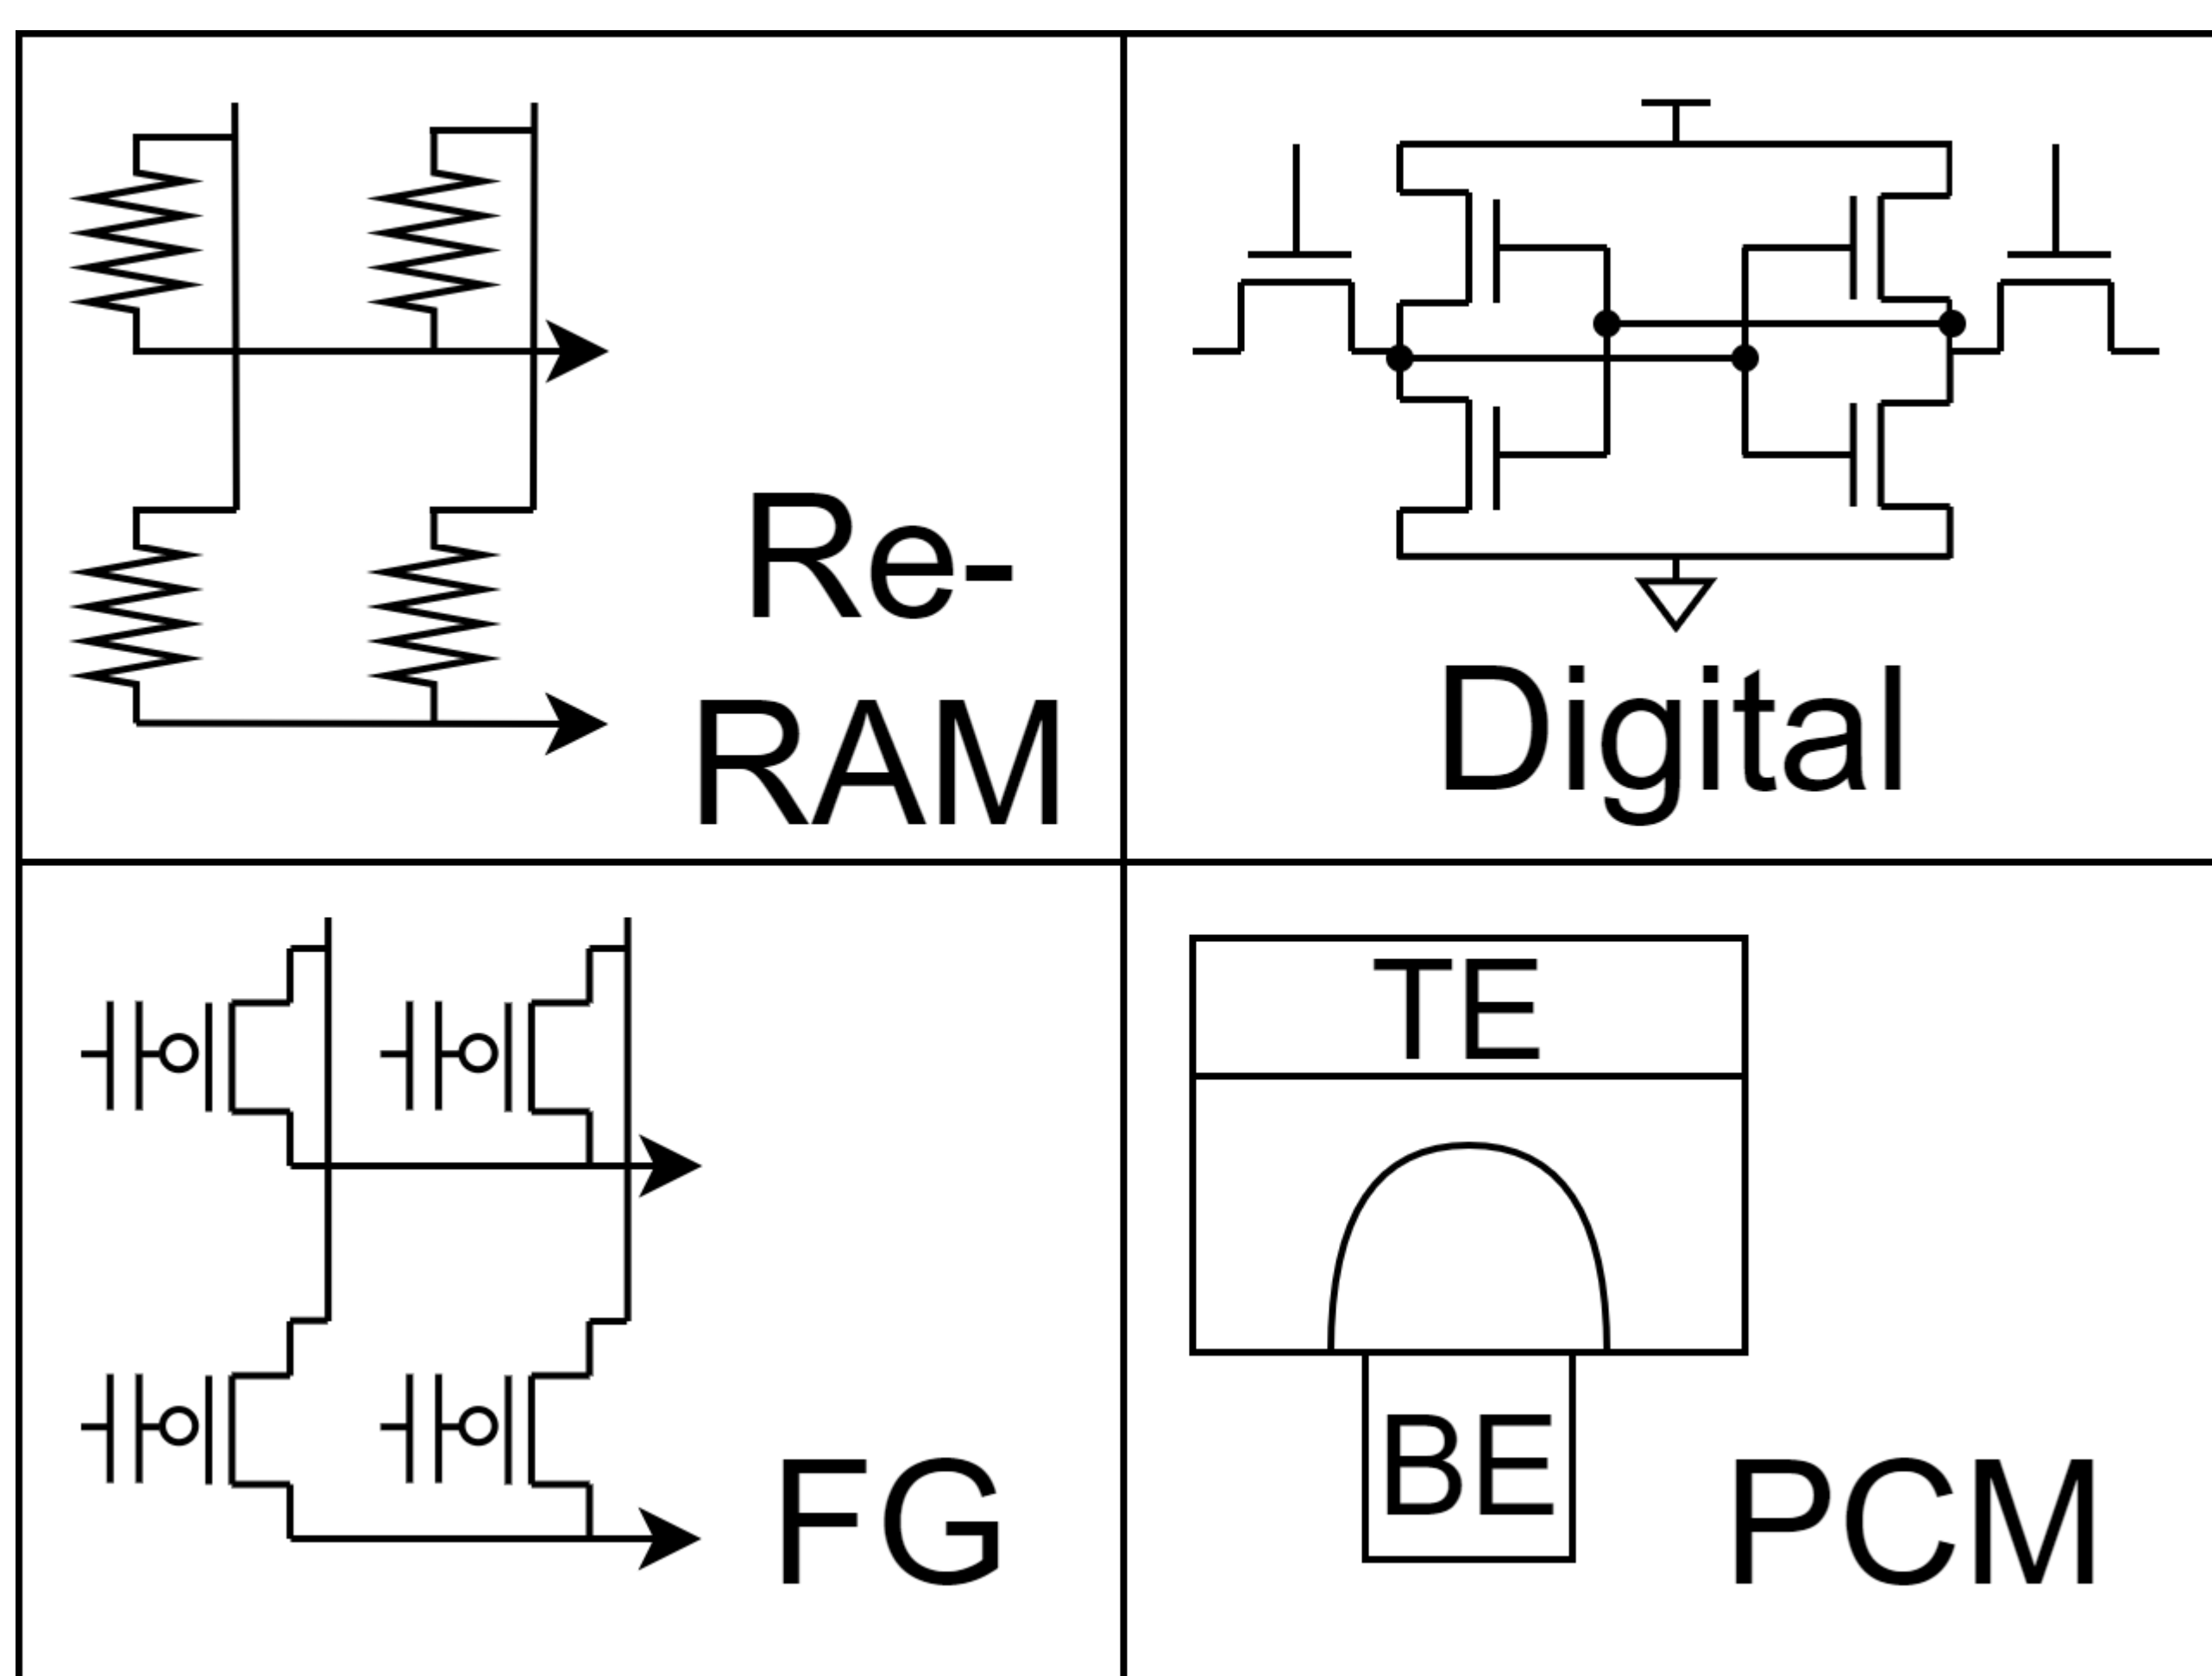 Re-
RAM
Digital
FG
TE
BE
PCM